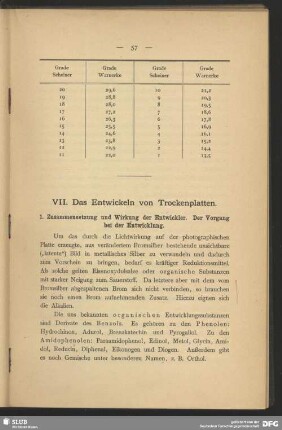 — 57 —
Grade Scheiner Grade Warnerke Grade Scheiner Grade Warnerke
20 29,6 10 21,2
19 28,8 9 20,3
18 28,0 8 19,5
17 27,2 7 18,6
16 26,3 6 17,8
15 25,5 5 16,9
14 24,6 4 16,1
13 23,8 3 15,2
12 22,9 2 14,4
11 22,0 1 13,5
VII. Das Entwickeln von Trockenplatten.
1. Zusammensetzung und Wirkung der Entwickler. Der Vorgang
bei der Entwicklung.
Um das durch die Lichtwirkung auf der photographischen
Platte erzeugte, aus verändertem Bromsilber bestehende unsichtbare
(„latente“) Bild in metallisches Silber zu verwandeln und dadurch
zum Vorschein zu bringen, bedarf es kräftiger Reduktionsmittel.
Als solche gelten Eisenoxydulsalze oder organische Substanzen
mit starker Neigung zum Sauerstoff. Da letztere aber mit dem von
Bromsilber abgespaltenem Brom sich nicht verbinden, so brauchen
sie noch einen Brom aufnehmenden Zusatz. Hierzu eignen sich
die Alkalien.
Die uns bekannten organischen Entwicklungssubstanzen
sind Derivate des Benzols. Es gehören zu den Phenolen:
Hydrochinon, Adurol, Brenzkatechin und Pyrogallol. Zu den
Amidophenolen: Paraamidophenol, Edinol, Metol, Glycin, Ami-
dol, Rodinal, Diphenal, Eikonogen und Diogen. Außerdem gibt
es noch Gemische unter besonderen Namen, z. B. Orthol.
SLUB
DFG